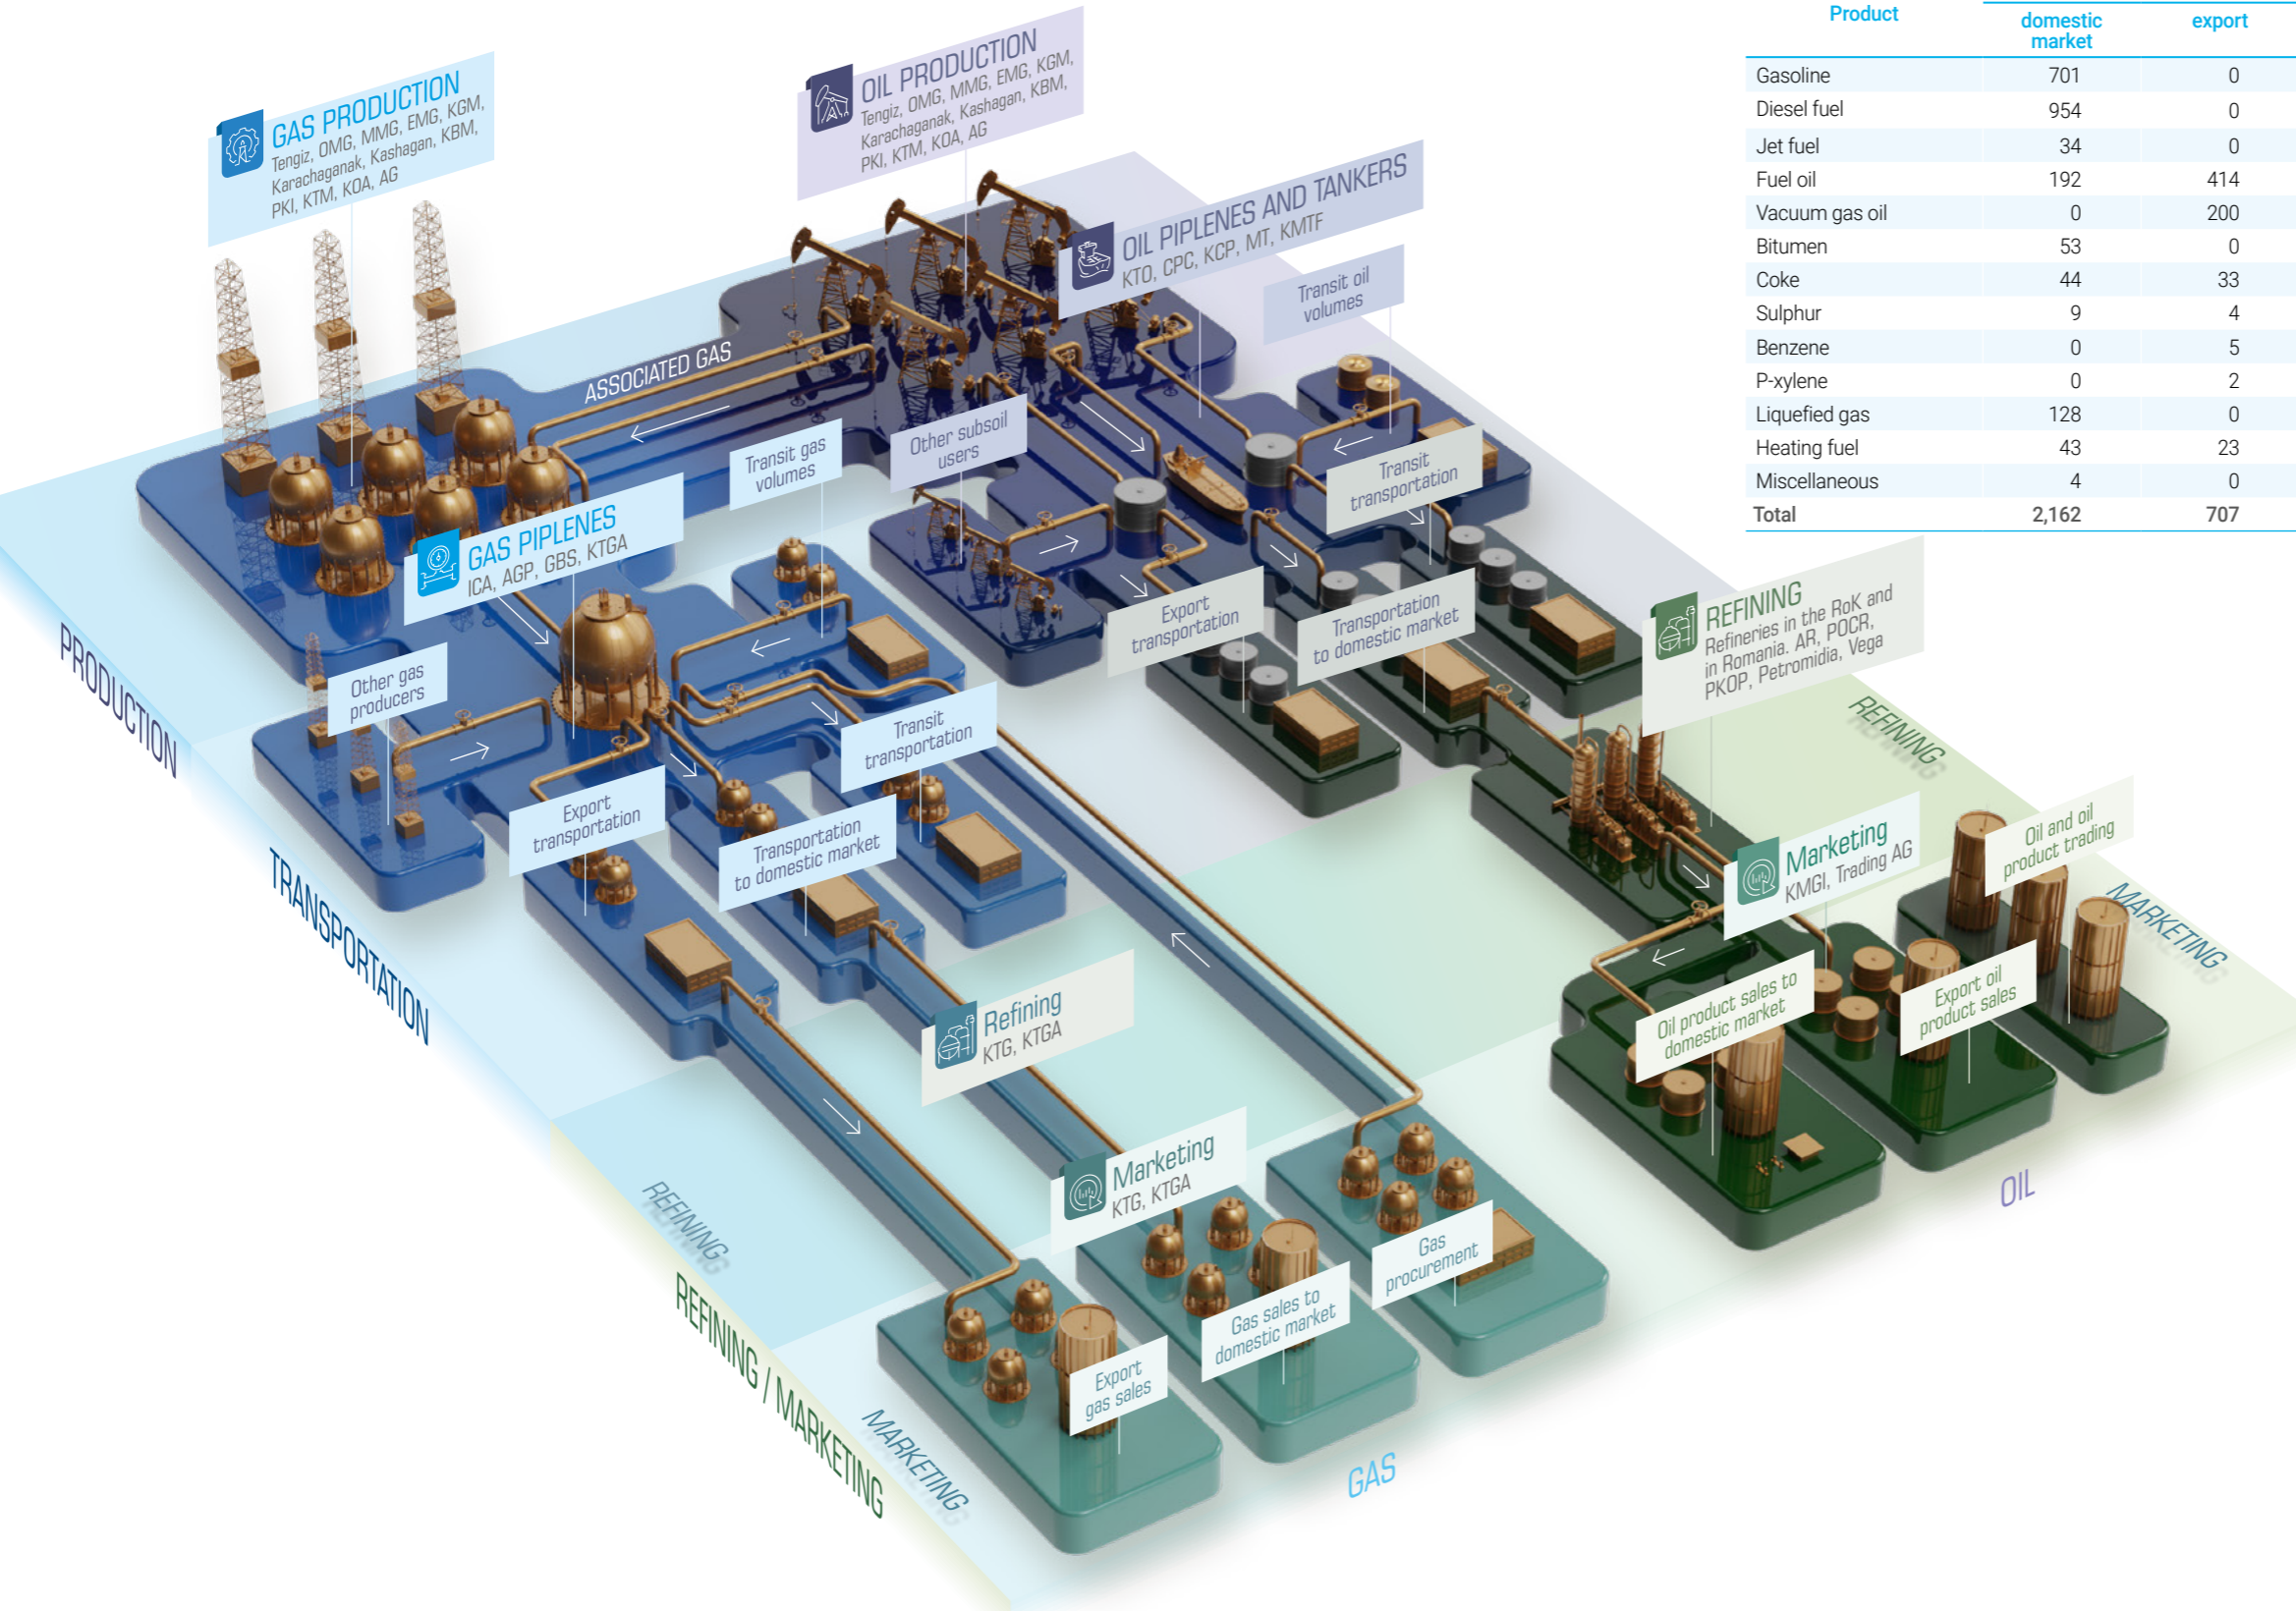 Product
domestic
market
export
Gasoline 701 0
Diesel fuel 954 0
Jet fuel 34 0
Fuel oil 192 414
Vacuum gas oil 0 200
Bitumen 53 0
Coke 44 33
Sulphur 9 4
Benzene 0 5
P-xylene 0 2
Liquefied gas 128 0
Heating fuel 43 23
Miscellaneous 4 0
Total 2,162 707
GAS PRODUCTION
Tengiz, OMG, MMG, EMG, KGM,
Karachaganak, Kashagan, KBM,
PKI, KTM, KOA, AG
OIL PRODUCTION
Tengiz, OMG, MMG, EMG, KGM,
Karachaganak, Kashagan, KBM,
PKI, KTM, KOA, AG
OIL PIPLENES AND TANKERS
KTO, CPC, KCP, MT, KMTF
Transit oil
volumes
ASSOCIATED GAS
Transit gas
volumes
Other subsoil
users
Transit
transportation
GAS PIPLENES
ICA, AGP, GBS, KTGA
Export
transportation
Transportation
to domestic market
REFINING
Refineries in the RoK and
in Romania. AR, POCR,
PKOP, Petromidia, Vega
PRODUCTION
Other gas
producers
Transit
transportation
REFINING
Export
transportation
Transportation
to domestic market
Marketing
KMGI, Trading AG
Oil and oil
product trading
MARKETING
TRANSPORTATION
Refining
KTG, KTGA
Oil product sales to
domestic market
Export oil
product sales
Marketing
KTG, KTGA
OIL
REFINING
Gas
procurement
Gas sales to
domestic market
REFINING / MARKETING
Export
gas sales
MARKETING
GAS